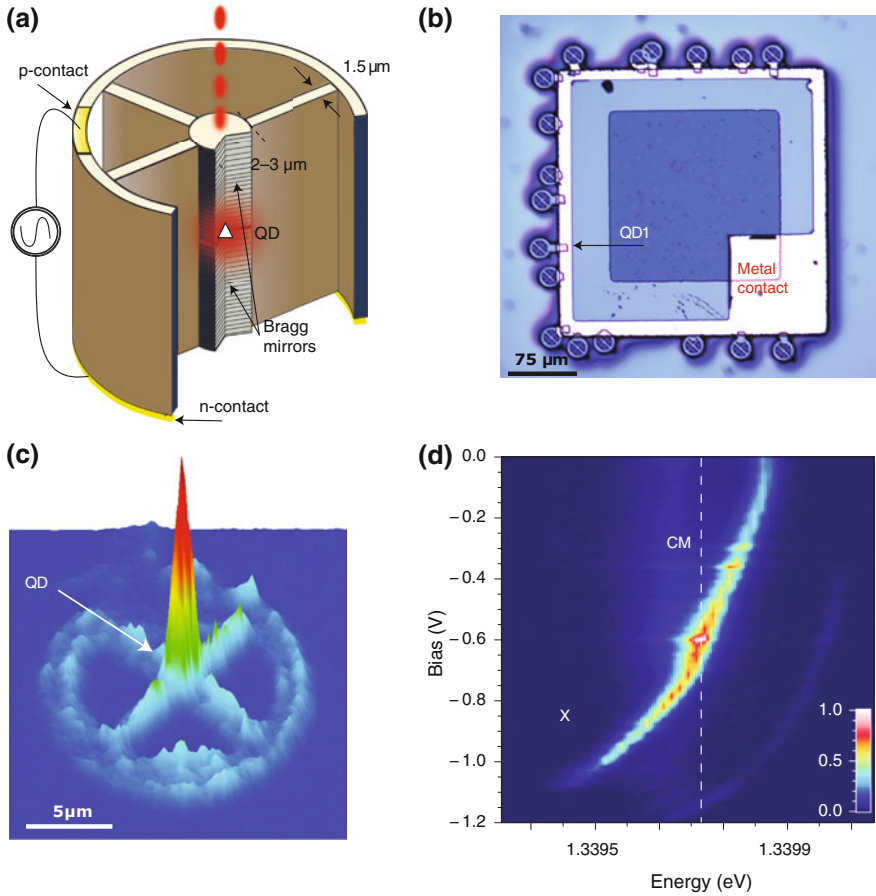 (a)
p-contact
1.5 µm
2–3 µm
QD
Bragg
mirrors
n-contact
(b)
QD1
Metal
contact
75 µm
(c)
QD
5µm
(d)
0.0
−0.2
−0.4
−0.6
−0.8
−1.0
−1.2
Bias (V)
CM
X
1.0
0.5
0.0
1.3395
1.3399
Energy (eV)